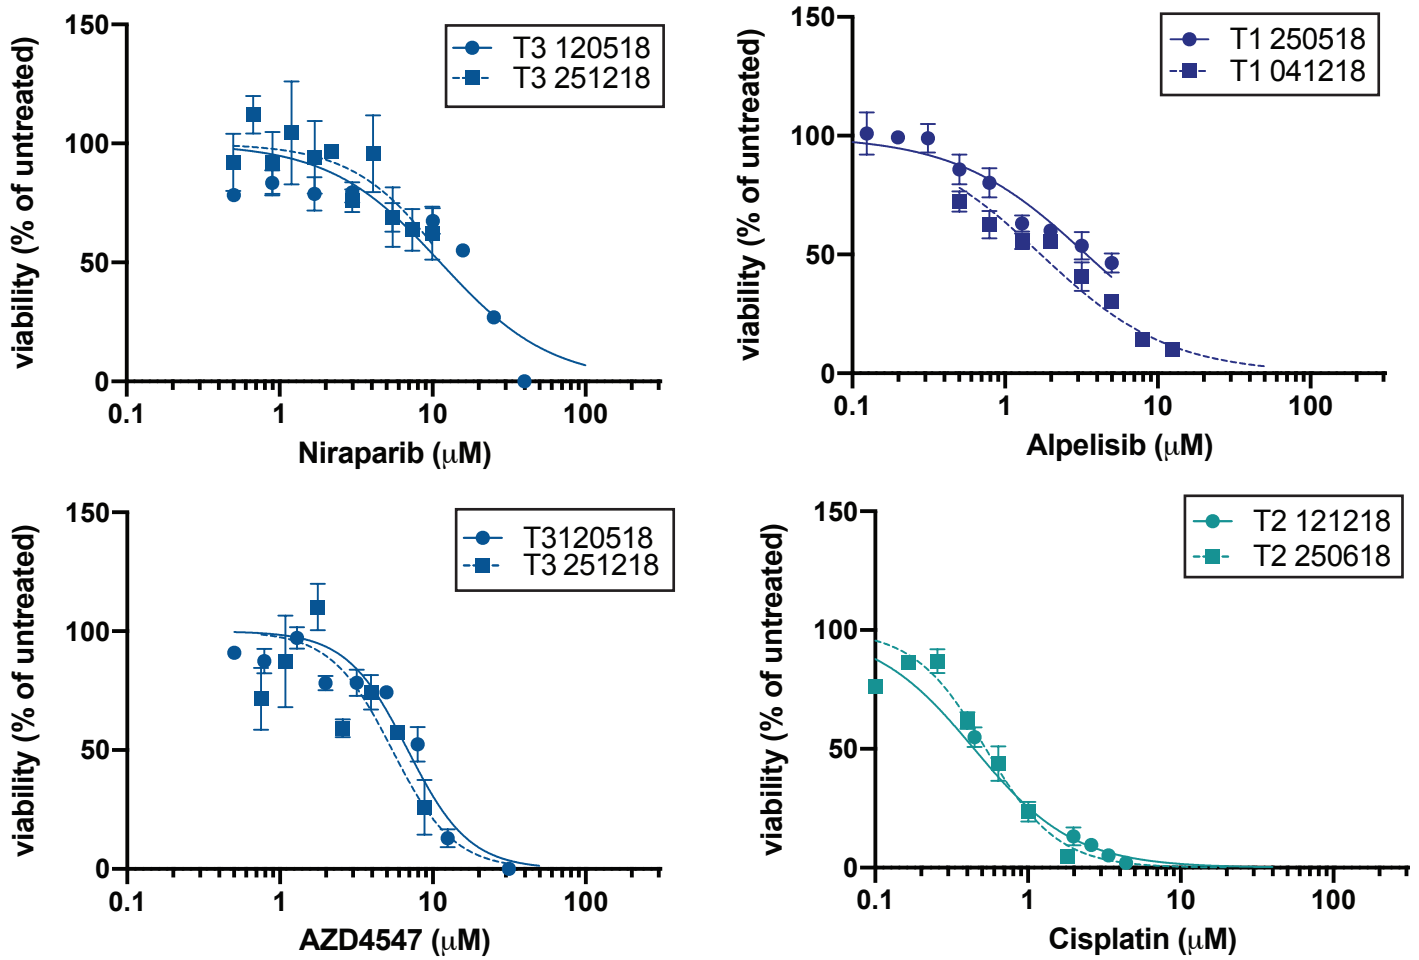 150
100
50
0
0.1 1 10 100
viability (% of untreated)
Niraparib (μM)
T3 120518
T3 251218
150
100
50
0
0.1 1 10 100
viability (% of untreated)
Alpelisib (μM)
T1 250518
T1 041218
150
100
50
0
0.1 1 10 100
viability (% of untreated)
AZD4547 (μM)
T3120518
T3 251218
150
100
50
0
0.1 1 10 100
viability (% of untreated)
Cisplatin (μM)
T2 121218
T2 250618